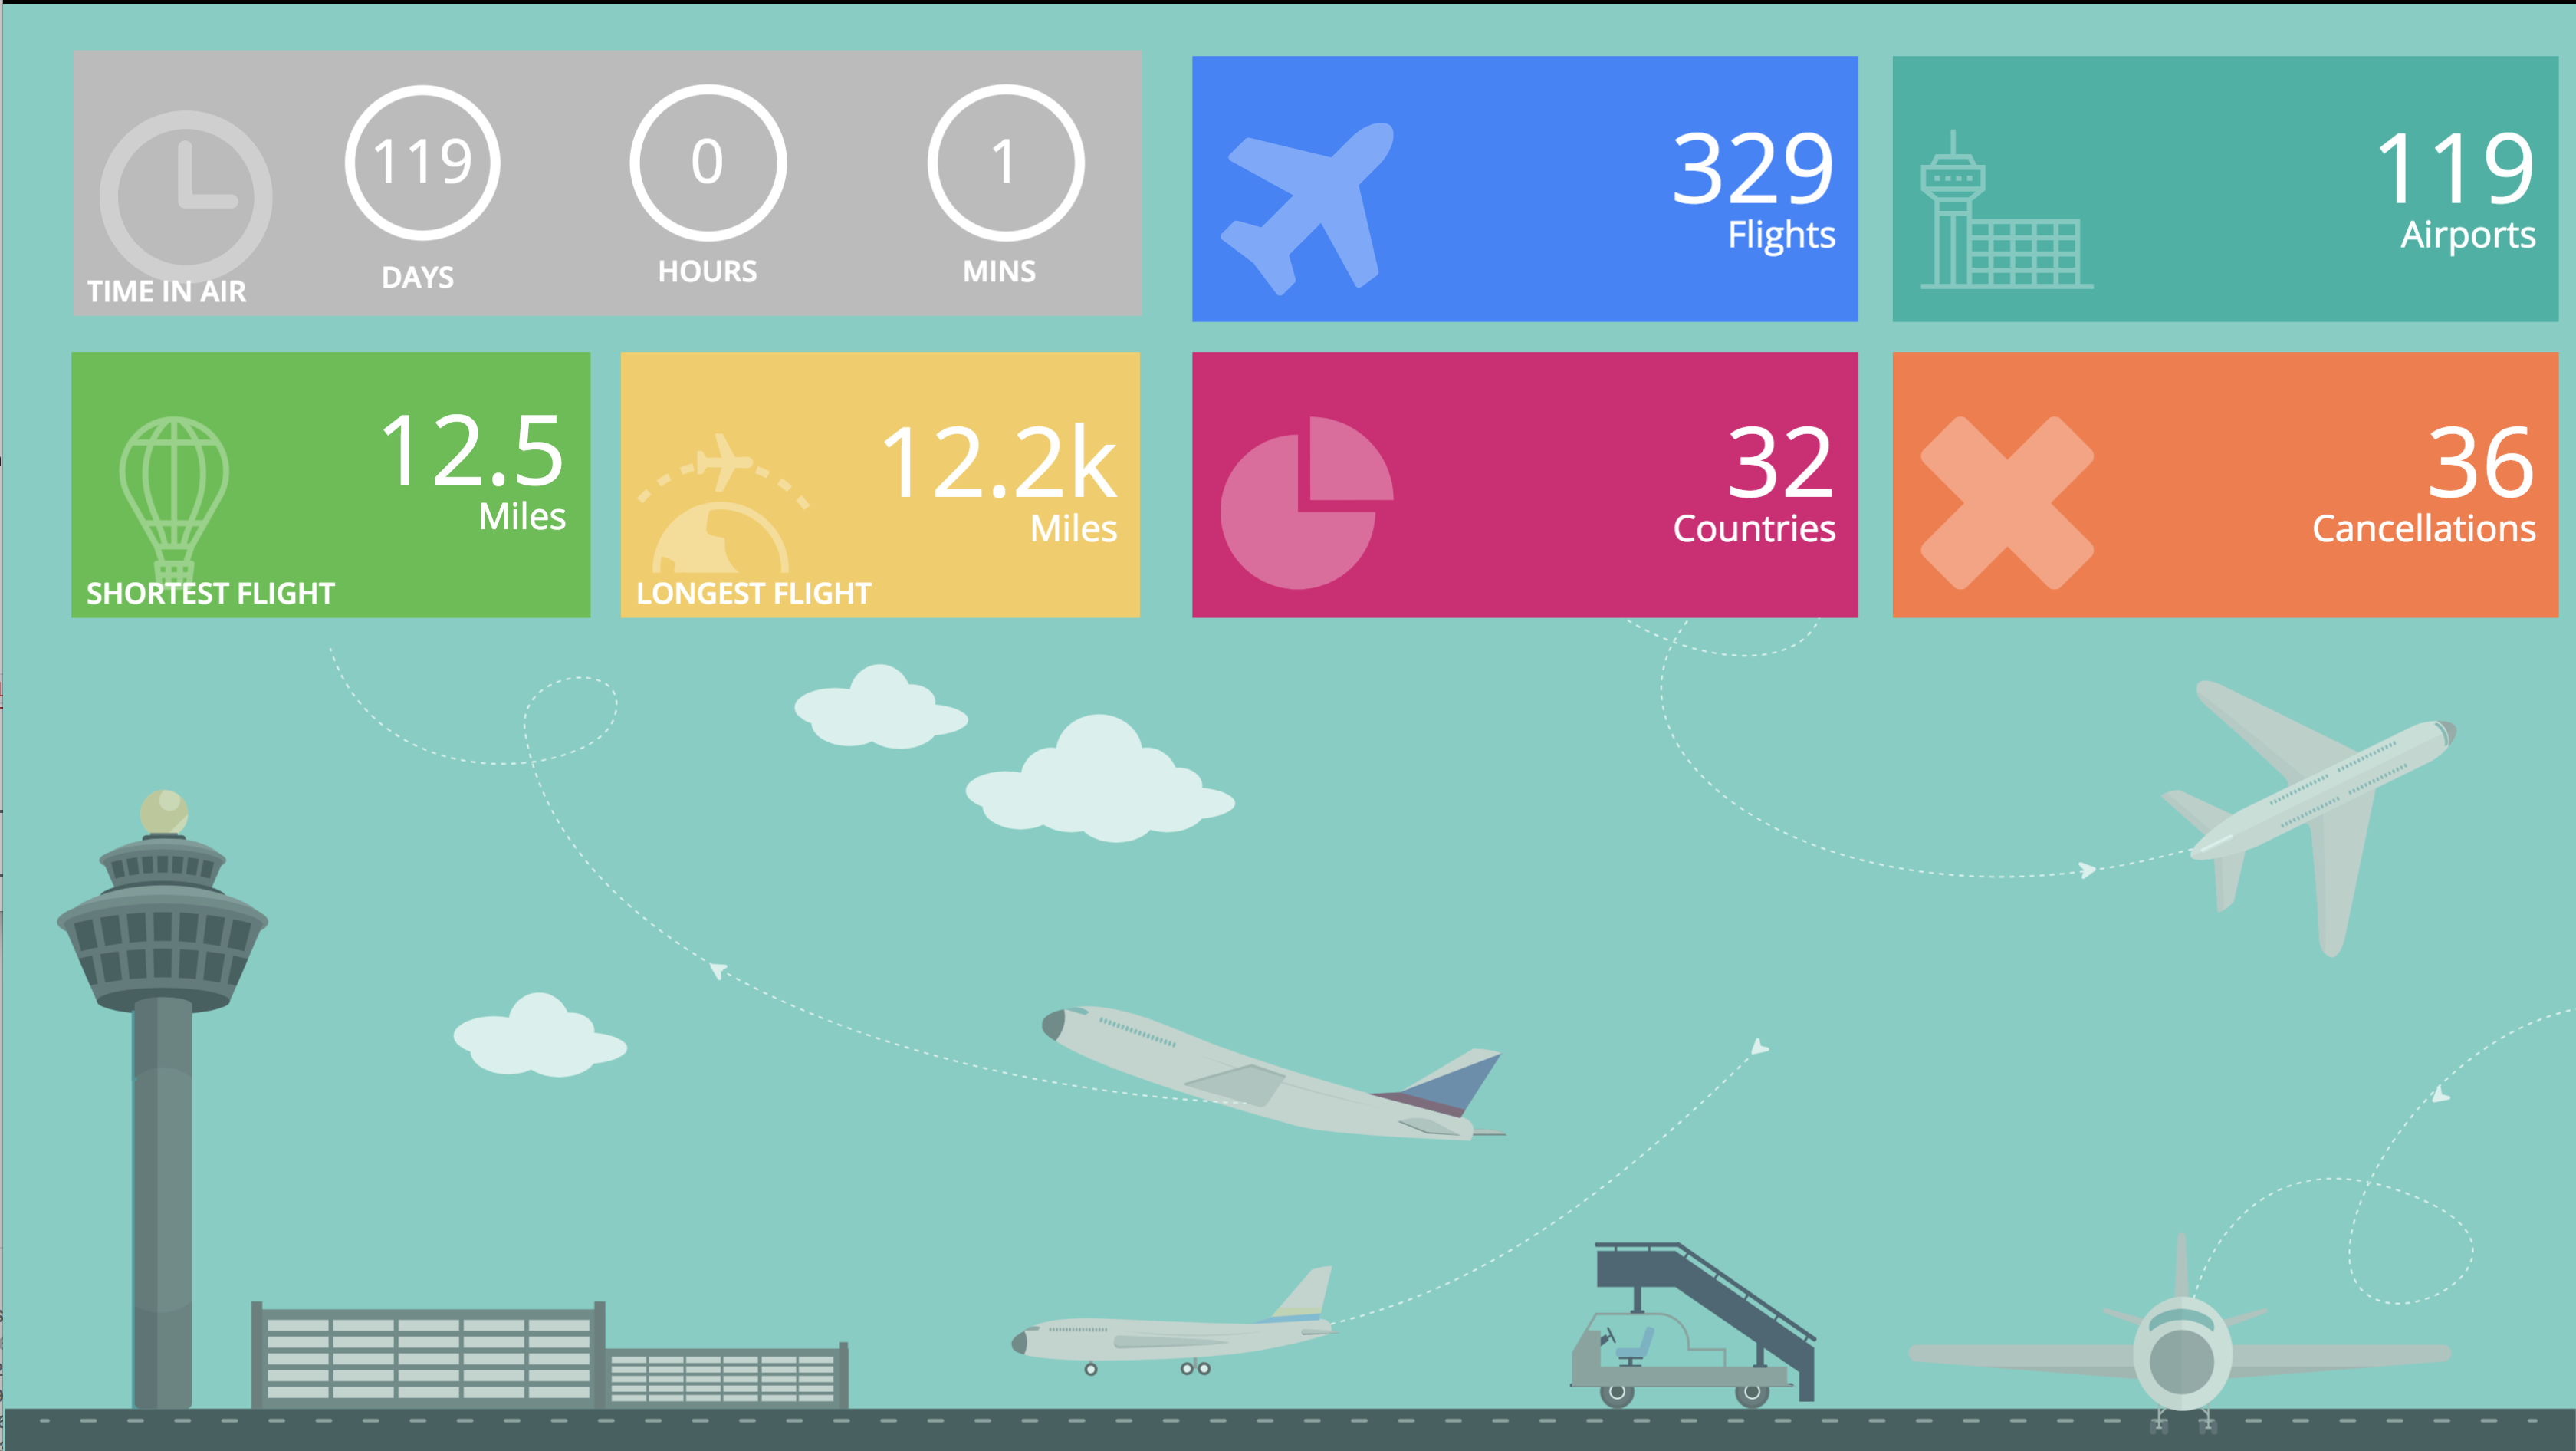 119
0
1
TIME IN AIR
DAYS
HOURS
MINS
329
Flights
119
Airports
12.5
Miles
SHORTEST FLIGHT
12.2k
Miles
LONGEST FLIGHT
32
Countries
36
Cancellations